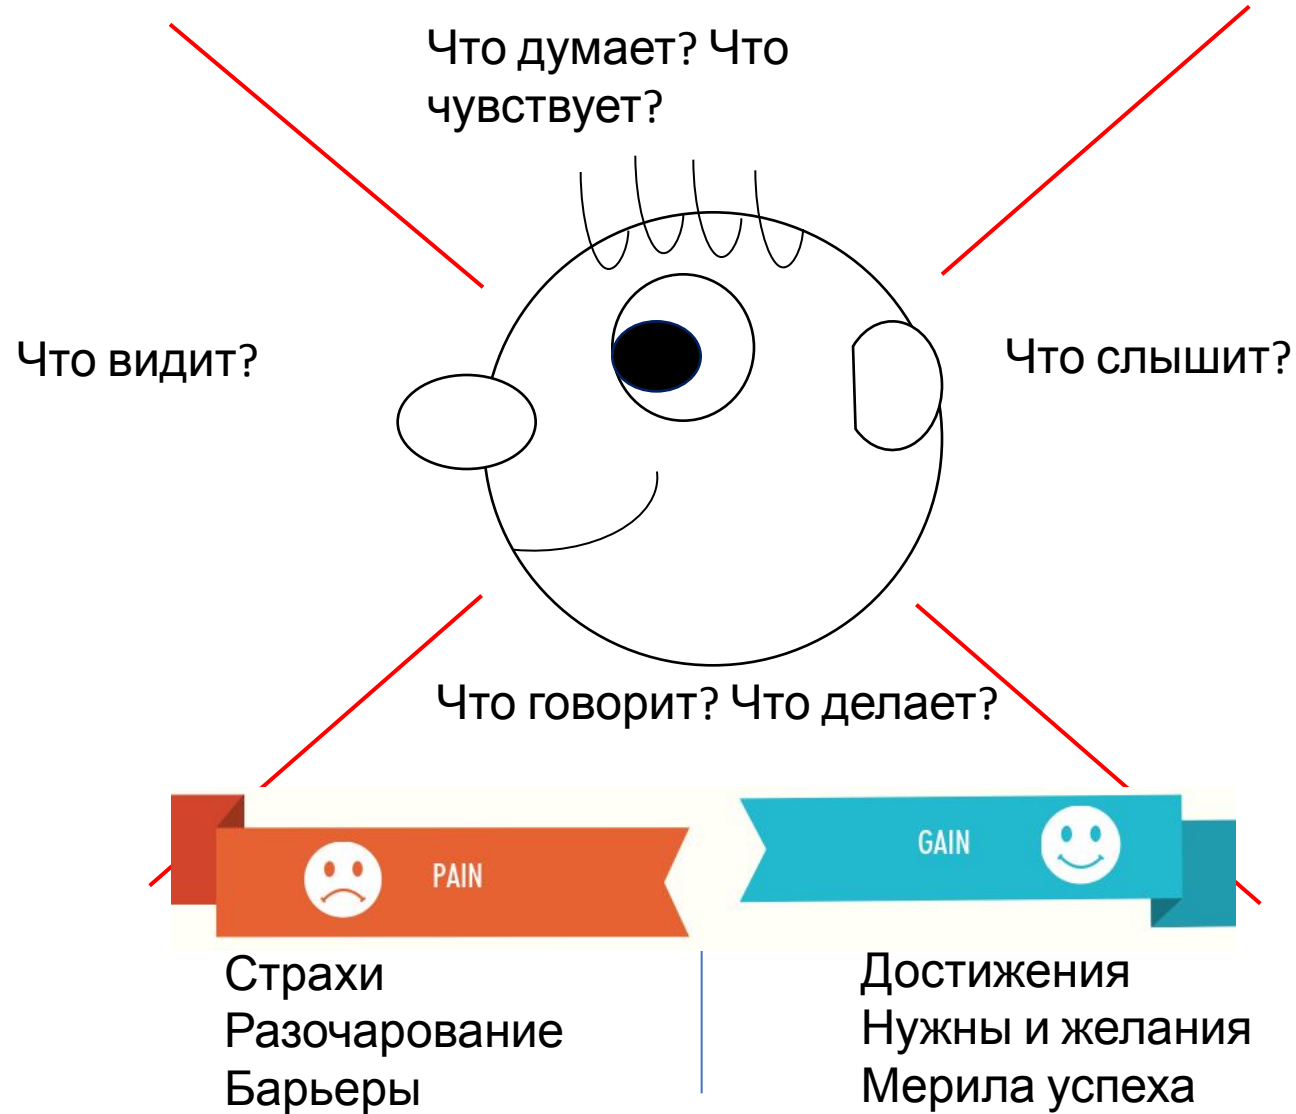 Что думает? Что
чувствует?
Что видит?
Что слышит?
Что говорит? Что делает?
PAIN
GAIN
Страхи
Разочарование
Барьеры
Достижения
Нужны и желания
Мерила успеха